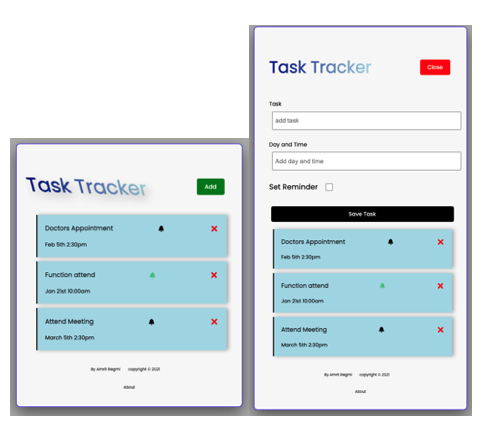 Task Tracker
Add
Doctors Appointment
Feb 5th 2:30pm
Function attend
Jan 21st 10:00am
Attend Meeting
March 5th 2:30pm
By Amrit Regmi copyright © 2021
About
Task Tracker
Close
Task
add task
Day and Time
Add day and time
Set Reminder
Save Task
Doctors Appointment
Feb 5th 2:30pm
Function attend
Jan 21st 10:00am
Attend Meeting
March 5th 2:30pm
By Amrit Regmi copyright © 2021
About